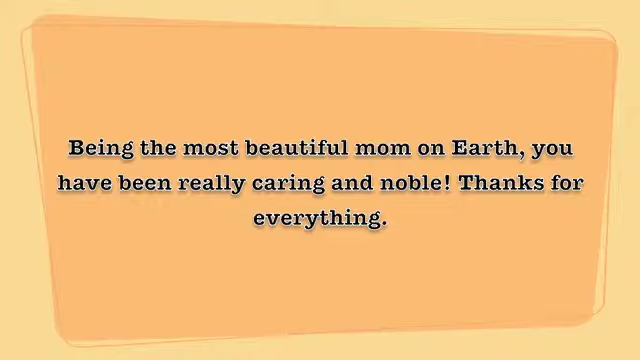 Being the most beautiful mom on Earth, you
have been really caring and noble! Thanks for
everything.